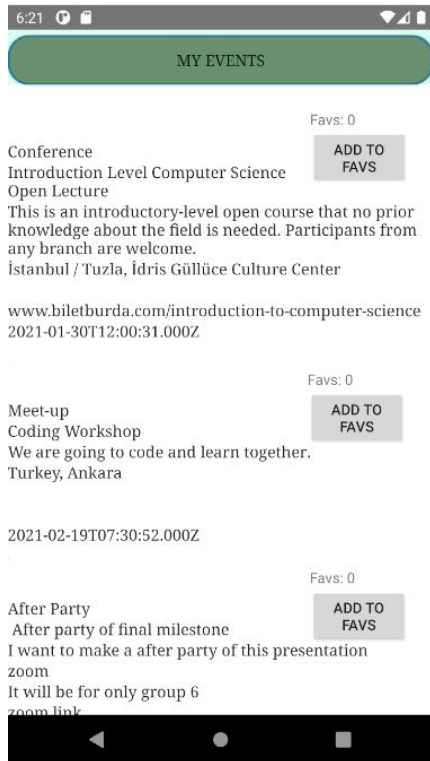 6:21
MY EVENTS
Favs: 0
ADD TO
FAVS
Conference
Introduction Level Computer Science
Open Lecture
This is an introductory-level open course that no prior
knowledge about the field is needed. Participants from
any branch are welcome.
İstanbul / Tuzla, İdris Güllüce Culture Center
www.biletburda.com/introduction-to-computer-science
2021-01-30T12:00:31.000Z
Favs: 0
ADD TO
FAVS
Meet-up
Coding Workshop
We are going to code and learn together.
Turkey, Ankara
2021-02-19T07:30:52.000Z
Favs: 0
ADD TO
FAVS
After Party
After party of final milestone
I want to make a after party of this presentation
zoom
It will be for only group 6
zoom link